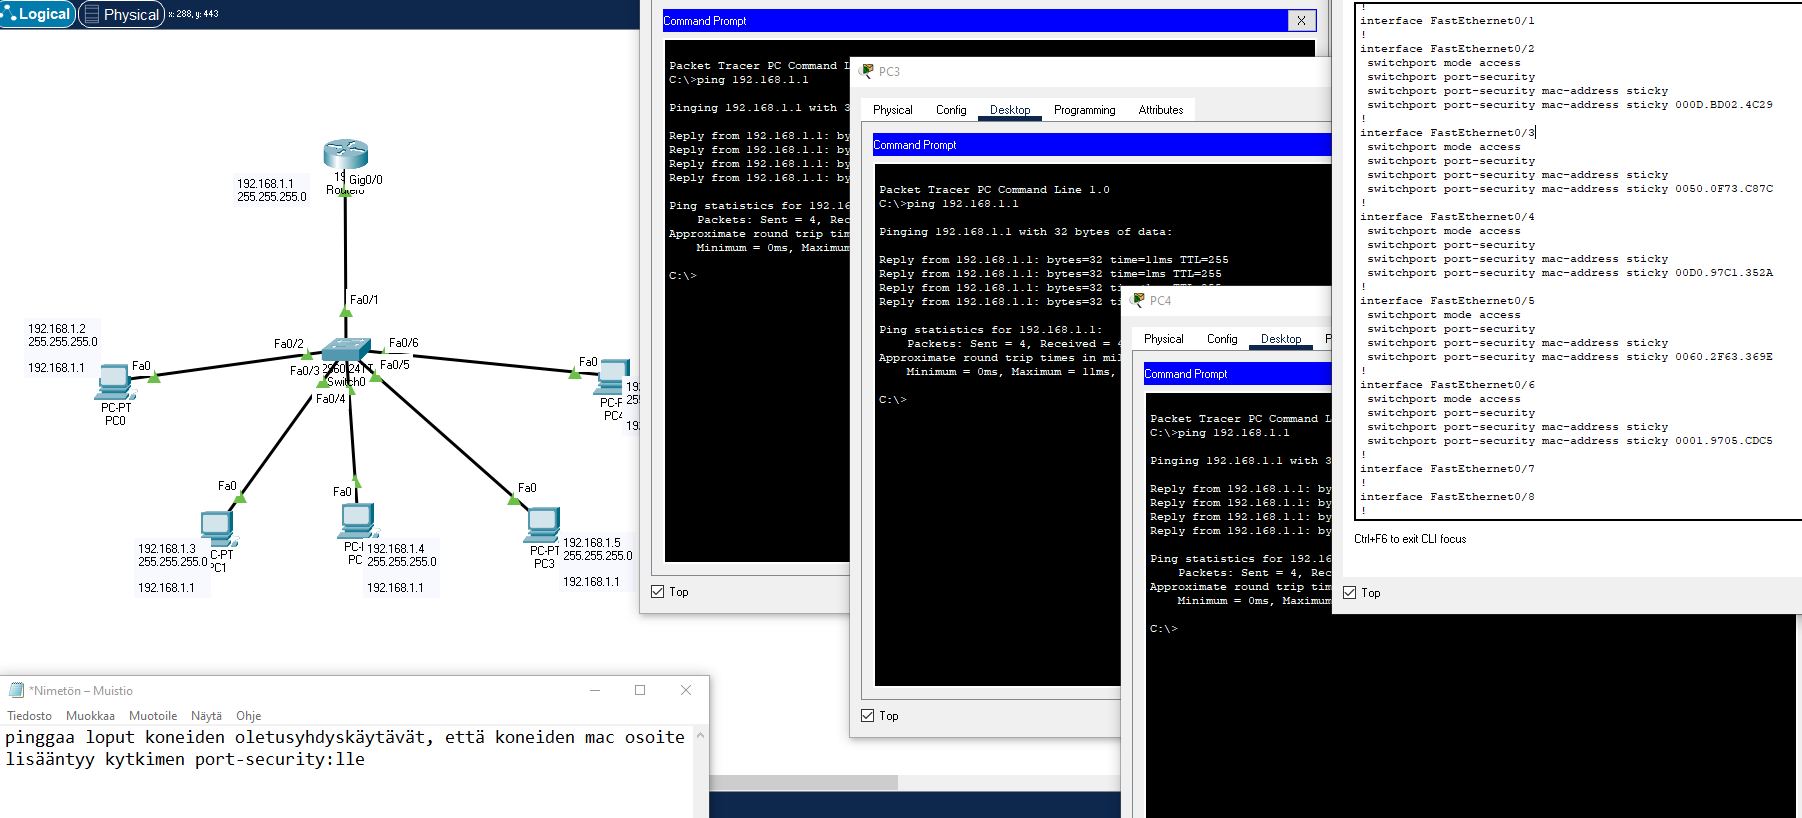 Logical
Physical
x: 288, y: 443
192.168.1.1
255.255.255.0
Gig0/0
Router0
Fa0/1
192.168.1.2
255.255.255.0
192.168.1.1
Fa0
PC-PT
PC0
Fa0/2
Fa0/6
Fa0/3
Fa0/5
Switch0
Fa0/4
Fa0
Fa0
PC1
192.168.1.3
255.255.255.0
192.168.1.1
Fa0
192.168.1.4
255.255.255.0
192.168.1.1
Fa0
PC-PT
PC3
192.168.1.5
255.255.255.0
192.168.1.1
Command Prompt
X
Packet Tracer PC Command L
C:\>ping 192.168.1.1
Pinging 192.168.1.1 with 3
Reply from 192.168.1.1: by
Reply from 192.168.1.1: by
Reply from 192.168.1.1: by
Reply from 192.168.1.1: by
Ping statistics for 192.16
Packets: Sent = 4, Rec
Approximate round trip tim
Minimum = 0ms, Maximum
C:\>
Top
PC3
Physical Config Desktop Programming Attributes
Command Prompt
Packet Tracer PC Command Line 1.0
C:\>ping 192.168.1.1
Pinging 192.168.1.1 with 32 bytes of data:
Reply from 192.168.1.1: bytes=32 time=11ms TTL=255
Reply from 192.168.1.1: bytes=32 time=1ms TTL=255
Reply from 192.168.1.1: bytes=32 ti
Reply from 192.168.1.1: bytes=32 ti
Ping statistics for 192.168.1.1:
Packets: Sent = 4, Received = 4
Approximate round trip times in mil
Minimum = 0ms, Maximum = 11ms,
C:\>
Top
PC4
Physical Config Desktop P
Command Prompt
Packet Tracer PC Command L
C:\>ping 192.168.1.1
Pinging 192.168.1.1 with 3
Reply from 192.168.1.1: by
Reply from 192.168.1.1: by
Reply from 192.168.1.1: by
Reply from 192.168.1.1: by
Ping statistics for 192.16
Packets: Sent = 4, Rec
Approximate round trip tim
Minimum = 0ms, Maximum
C:\>
!
interface FastEthernet0/1
!
interface FastEthernet0/2
switchport mode access
switchport port-security
switchport port-security mac-address sticky
switchport port-security mac-address sticky 000D.BD02.4C29
!
interface FastEthernet0/3
switchport mode access
switchport port-security
switchport port-security mac-address sticky
switchport port-security mac-address sticky 0050.0F73.C87C
!
interface FastEthernet0/4
switchport mode access
switchport port-security
switchport port-security mac-address sticky
switchport port-security mac-address sticky 00D0.97C1.352A
!
interface FastEthernet0/5
switchport mode access
switchport port-security
switchport port-security mac-address sticky
switchport port-security mac-address sticky 0060.2F63.369E
!
interface FastEthernet0/6
switchport mode access
switchport port-security
switchport port-security mac-address sticky
switchport port-security mac-address sticky 0001.9705.CDC5
!
interface FastEthernet0/7
!
interface FastEthernet0/8
!
Ctrl+F6 to exit CLI focus
Top
*Nimetön – Muistio
Tiedosto Muokkaa Muotoile Näytä Ohje
pinggaa loput koneiden oletusyhdyskäytävät, että koneiden mac osoite
lisääntyy kytkimen port-security:lle